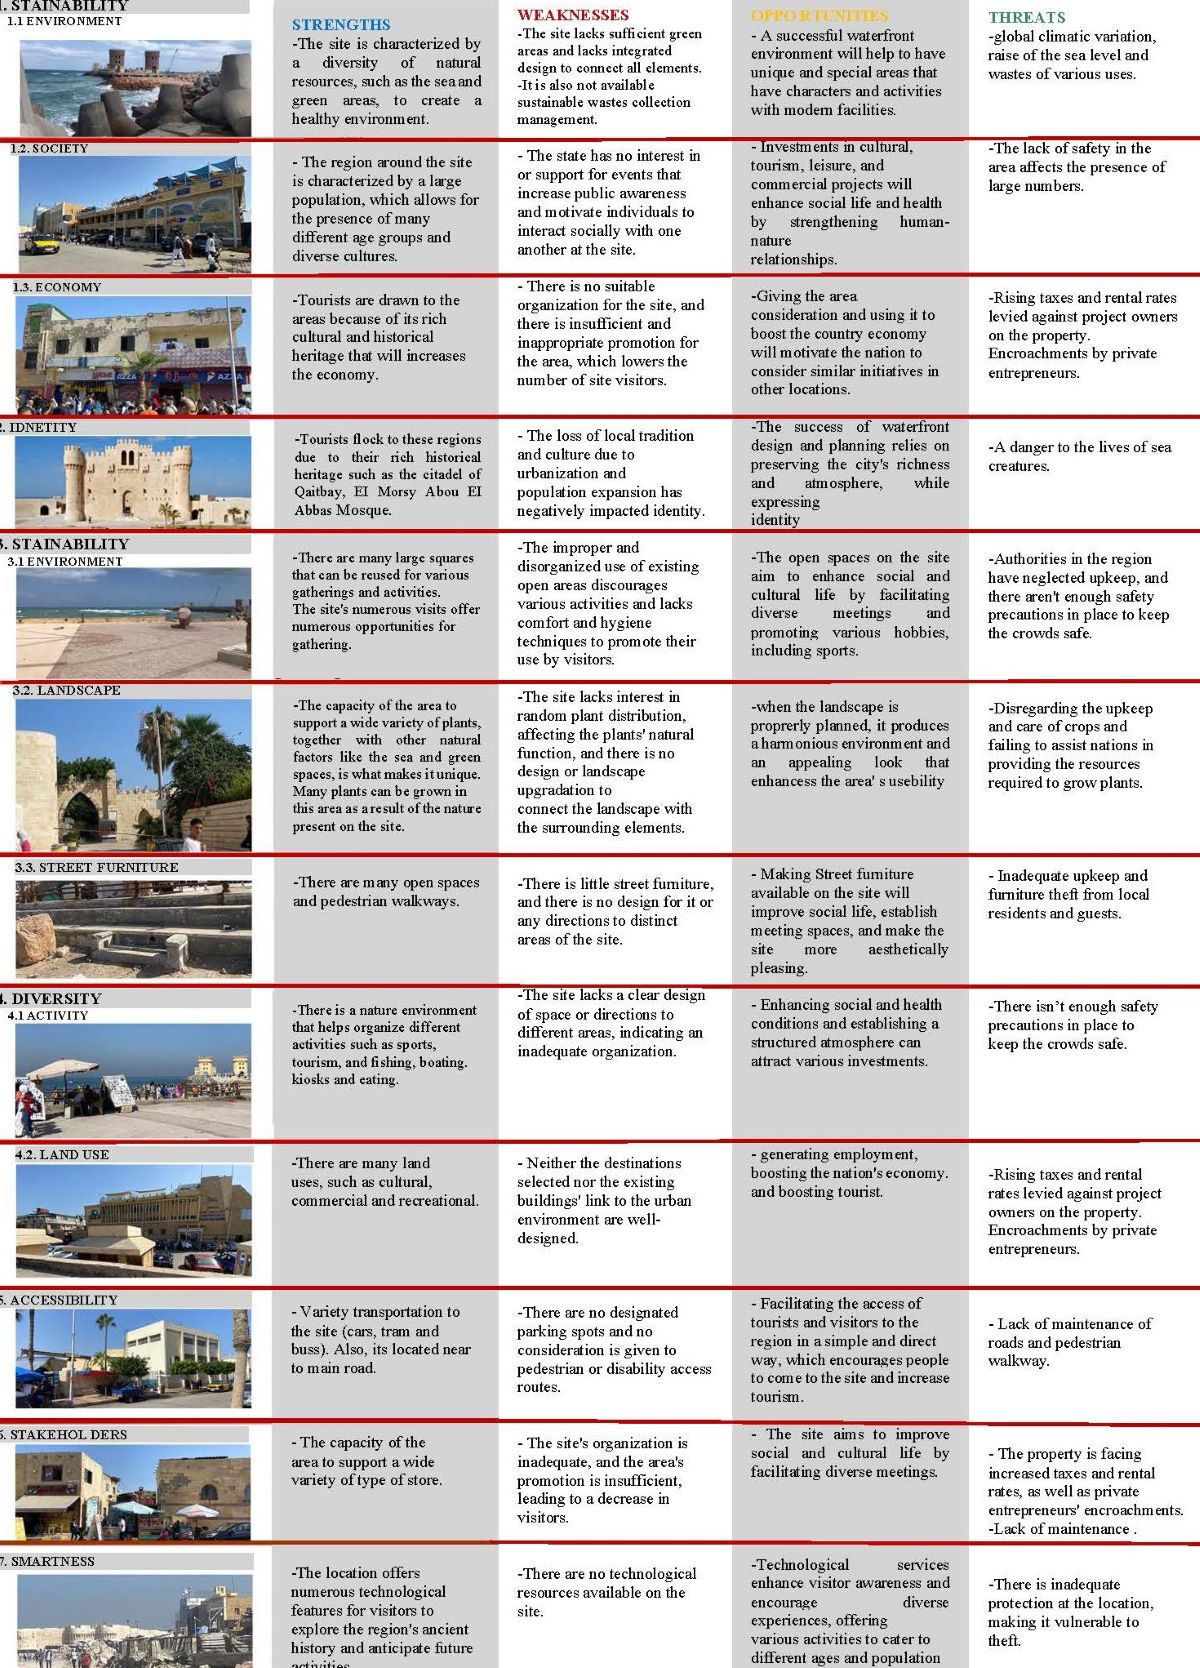 1. STAINABILITY
1.1 ENVIRONMENT
STRENGTHS
-The site is characterized by
a diversity of natural
resources, such as the sea and
green areas, to create a
healthy environment.
WEAKNESSES
-The site lacks sufficient green
areas and lacks integrated
design to connect all elements.
-It is also not available
sustainable wastes collection
management.
OPPORTUNITIES
- A successful waterfront
environment will help to have
unique and special areas that
have characters and activities
with modern facilities.
THREATS
-global climatic variation,
raise of the sea level and
wastes of various uses.
1.2. SOCIETY
- The region around the site
is characterized by a large
population, which allows for
the presence of many
different age groups and
diverse cultures.
- The state has no interest in
or support for events that
increase public awareness
and motivate individuals to
interact socially with one
another at the site.
- Investments in cultural,
tourism, leisure, and
commercial projects will
enhance social life and health
by strengthening human-
nature
relationships.
-The lack of safety in the
area affects the presence of
large numbers.
1.3. ECONOMY
AZZA
AZZA
-Tourists are drawn to the
areas because of its rich
cultural and historical
heritage that will increases
the economy.
- There is no suitable
organization for the site, and
there is insufficient and
inappropriate promotion for
the area, which lowers the
number of site visitors.
-Giving the area
consideration and using it to
boost the country economy
will motivate the nation to
consider similar initiatives in
other locations.
-Rising taxes and rental rates
levied against project owners
on the property.
Encroachments by private
entrepreneurs.
2. IDNETITY
-Tourists flock to these regions
due to their rich historical
heritage such as the citadel of
Qaitbay, EI Morsy Abou EI
Abbas Mosque.
- The loss of local tradition
and culture due to
urbanization and
population expansion has
negatively impacted identity.
-The success of waterfront
design and planning relies on
preserving the city's richness
and atmosphere, while
expressing
identity
-A danger to the lives of sea
creatures.
3. STAINABILITY
3.1 ENVIRONMENT
-There are many large squares
that can be reused for various
gatherings and activities.
The site's numerous visits offer
numerous opportunities for
gathering.
-The improper and
disorganized use of existing
open areas discourages
various activities and lacks
comfort and hygiene
techniques to promote their
use by visitors.
-The open spaces on the site
aim to enhance social and
cultural life by facilitating
diverse meetings and
promoting various hobbies,
including sports.
-Authorities in the region
have neglected upkeep, and
there aren't enough safety
precautions in place to keep
the crowds safe.
3.2. LANDSCAPE
-The capacity of the area to
support a wide variety of plants,
together with other natural
factors like the sea and green
spaces, is what makes it unique.
Many plants can be grown in
this area as a result of the nature
present on the site.
-The site lacks interest in
random plant distribution,
affecting the plants' natural
function, and there is no
design or landscape
upgradation to
connect the landscape with
the surrounding elements.
-when the landscape is
proprerly planned, it produces
a harmonious environment and
an appealing look that
enhancess the area' s usebility
-Disregarding the upkeep
and care of crops and
failing to assist nations in
providing the resources
required to grow plants.
3.3. STREET FURNITURE
-There are many open spaces
and pedestrian walkways.
-There is little street furniture,
and there is no design for it or
any directions to distinct
areas of the site.
- Making Street furniture
available on the site will
improve social life, establish
meeting spaces, and make the
site more aesthetically
pleasing.
- Inadequate upkeep and
furniture theft from local
residents and guests.
4. DIVERSITY
4.1 ACTIVITY
-There is a nature environment
that helps organize different
activities such as sports,
tourism, and fishing, boating.
kiosks and eating.
-The site lacks a clear design
of space or directions to
different areas, indicating an
inadequate organization.
- Enhancing social and health
conditions and establishing a
structured atmosphere can
attract various investments.
-There isn't enough safety
precautions in place to
keep the crowds safe.
4.2. LAND USE
-There are many land
uses, such as cultural,
commercial and recreational.
- Neither the destinations
selected nor the existing
buildings' link to the urban
environment are well-
designed.
- generating employment,
boosting the nation's economy.
and boosting tourist.
-Rising taxes and rental
rates levied against project
owners on the property.
Encroachments by private
entrepreneurs.
5. ACCESSIBILITY
- Variety transportation to
the site (cars, tram and
buss). Also, its located near
to main road.
-There are no designated
parking spots and no
consideration is given to
pedestrian or disability access
routes.
- Facilitating the access of
tourists and visitors to the
region in a simple and direct
way, which encourages people
to come to the site and increase
tourism.
- Lack of maintenance of
roads and pedestrian
walkway.
6. STAKEHOL DERS
- The capacity of the
area to support a wide
variety of type of store.
- The site's organization is
inadequate, and the area's
promotion is insufficient,
leading to a decrease in
visitors.
- The site aims to improve
social and cultural life by
facilitating diverse meetings.
- The property is facing
increased taxes and rental
rates, as well as private
entrepreneurs' encroachments.
-Lack of maintenance .
7. SMARTNESS
-The location offers
numerous technological
features for visitors to
explore the region's ancient
history and anticipate future
activities
-There are no technological
resources available on the
site.
-Technological services
enhance visitor awareness and
encourage diverse
experiences, offering
various activities to cater to
different ages and population
-There is inadequate
protection at the location,
making it vulnerable to
theft.